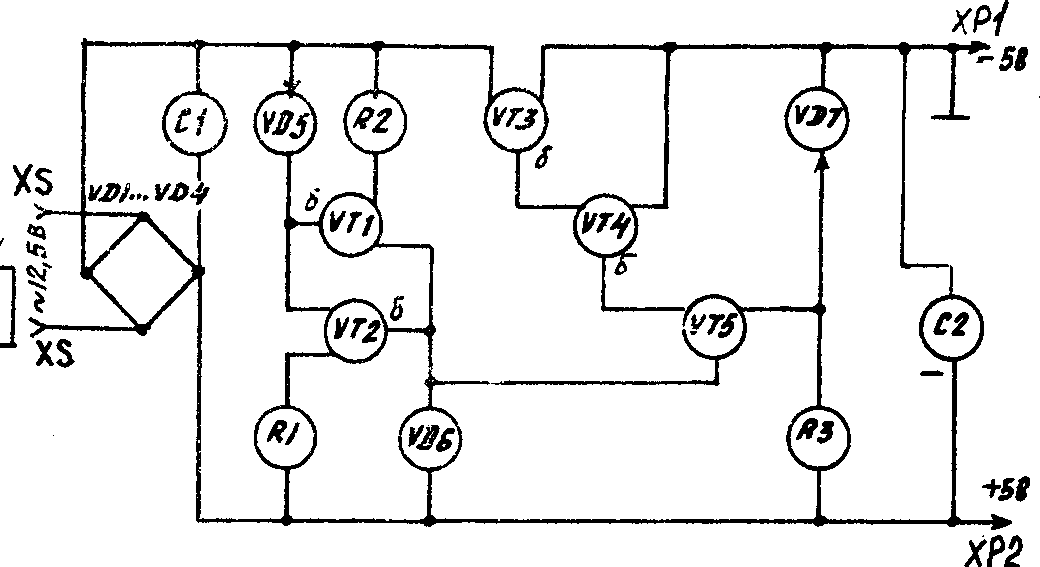 XP1
-5В
C1
VD5
R2
VT3
б
VD7
XS
VD1...VD4
~12,5В
б
VT1
VT4
б
VT2
б
VT5
C2
XS
R1
VD6
R3
+5В
XP2